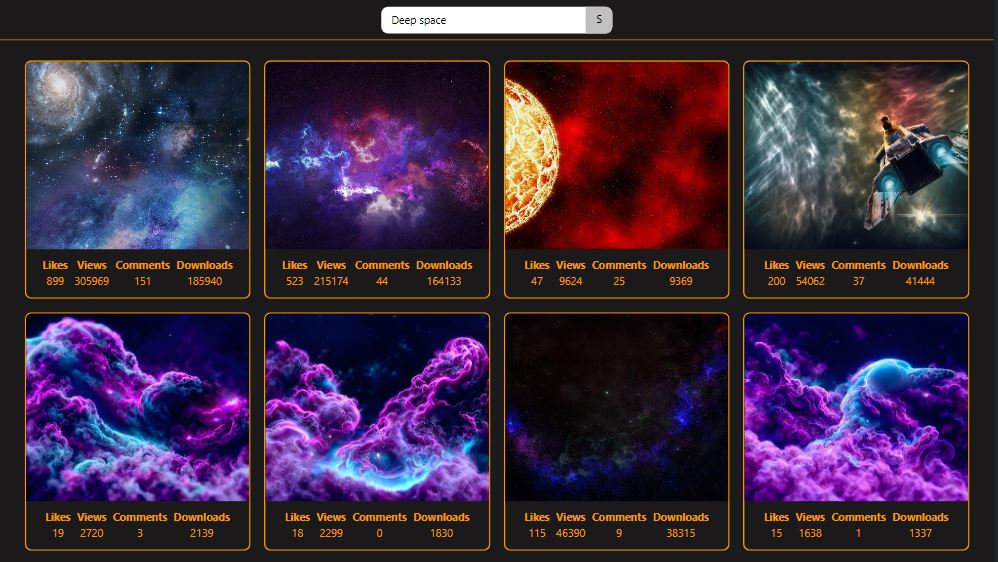 Deep space S
Likes Views Comments Downloads
899 305969 151 185940
Likes Views Comments Downloads
523 215174 44 164133
Likes Views Comments Downloads
47 9624 25 9369
Likes Views Comments Downloads
200 54062 37 41444
Likes Views Comments Downloads
19 2720 3 2139
Likes Views Comments Downloads
18 2299 0 1830
Likes Views Comments Downloads
115 46390 9 38315
Likes Views Comments Downloads
15 1638 1 1337